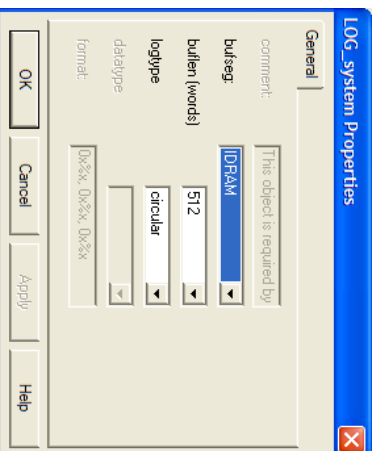 LOG_system Properties
General
comment: This object is required by
bufseg: IDRAM
buflen (words) 512
logtype circular
datatype
format: 0x%x, 0x%x, 0x%x
OK Cancel Apply Help